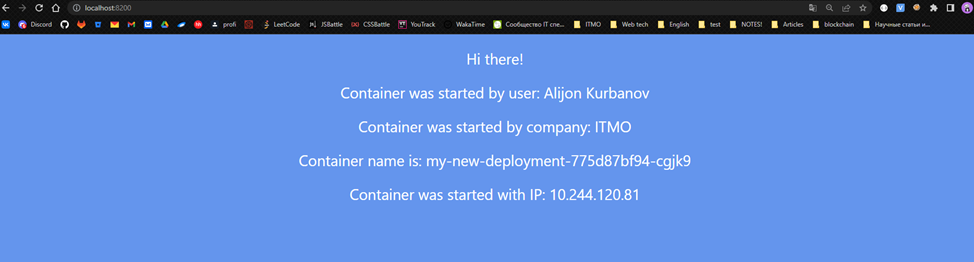 localhost:8200
Discord profi LeetCode JSBattle CSSBattle YouTrack WakaTime Сообщество IT спе... ITMO Web tech English test NOTES! Articles blockchain Научные статьи и...
Hi there!
Container was started by user: Alijon Kurbanov
Container was started by company: ITMO
Container name is: my-new-deployment-775d87bf94-cgjk9
Container was started with IP: 10.244.120.81